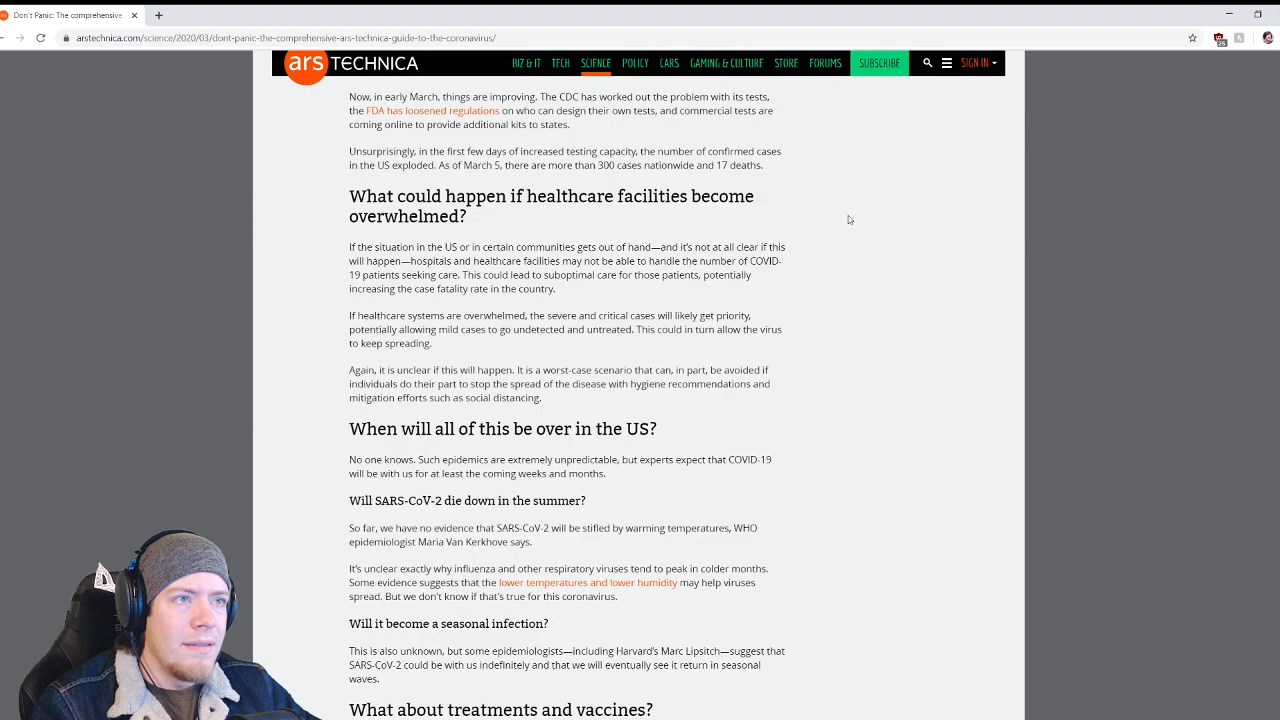 Don't Panic: The comprehensive
arstechnica.com/science/2020/03/dont-panic-the-comprehensive-ars-technica-guide-to-the-coronavirus/
26
ars TECHNICA
BIZ & IT TECH SCIENCE POLICY CARS GAMING & CULTURE STORE FORUMS SUBSCRIBE SIGN IN
Now, in early March, things are improving. The CDC has worked out the problem with its tests,
the FDA has loosened regulations on who can design their own tests, and commercial tests are
coming online to provide additional kits to states.
Unsurprisingly, in the first few days of increased testing capacity, the number of confirmed cases
in the US exploded. As of March 5, there are more than 300 cases nationwide and 17 deaths.
What could happen if healthcare facilities become
overwhelmed?
If the situation in the US or in certain communities gets out of hand—and it's not at all clear if this
will happen—hospitals and healthcare facilities may not be able to handle the number of COVID-
19 patients seeking care. This could lead to suboptimal care for those patients, potentially
increasing the case fatality rate in the country.
If healthcare systems are overwhelmed, the severe and critical cases will likely get priority,
potentially allowing mild cases to go undetected and untreated. This could in turn allow the virus
to keep spreading.
Again, it is unclear if this will happen. It is a worst-case scenario that can, in part, be avoided if
individuals do their part to stop the spread of the disease with hygiene recommendations and
mitigation efforts such as social distancing.
When will all of this be over in the US?
No one knows. Such epidemics are extremely unpredictable, but experts expect that COVID-19
will be with us for at least the coming weeks and months.
Will SARS-CoV-2 die down in the summer?
So far, we have no evidence that SARS-CoV-2 will be stifled by warming temperatures, WHO
epidemiologist Maria Van Kerkhove says.
It's unclear exactly why influenza and other respiratory viruses tend to peak in colder months.
Some evidence suggests that the lower temperatures and lower humidity may help viruses
spread. But we don't know if that's true for this coronavirus.
Will it become a seasonal infection?
This is also unknown, but some epidemiologists—including Harvard's Marc Lipsitch—suggest that
SARS-CoV-2 could be with us indefinitely and that we will eventually see it return in seasonal
waves.
What about treatments and vaccines?